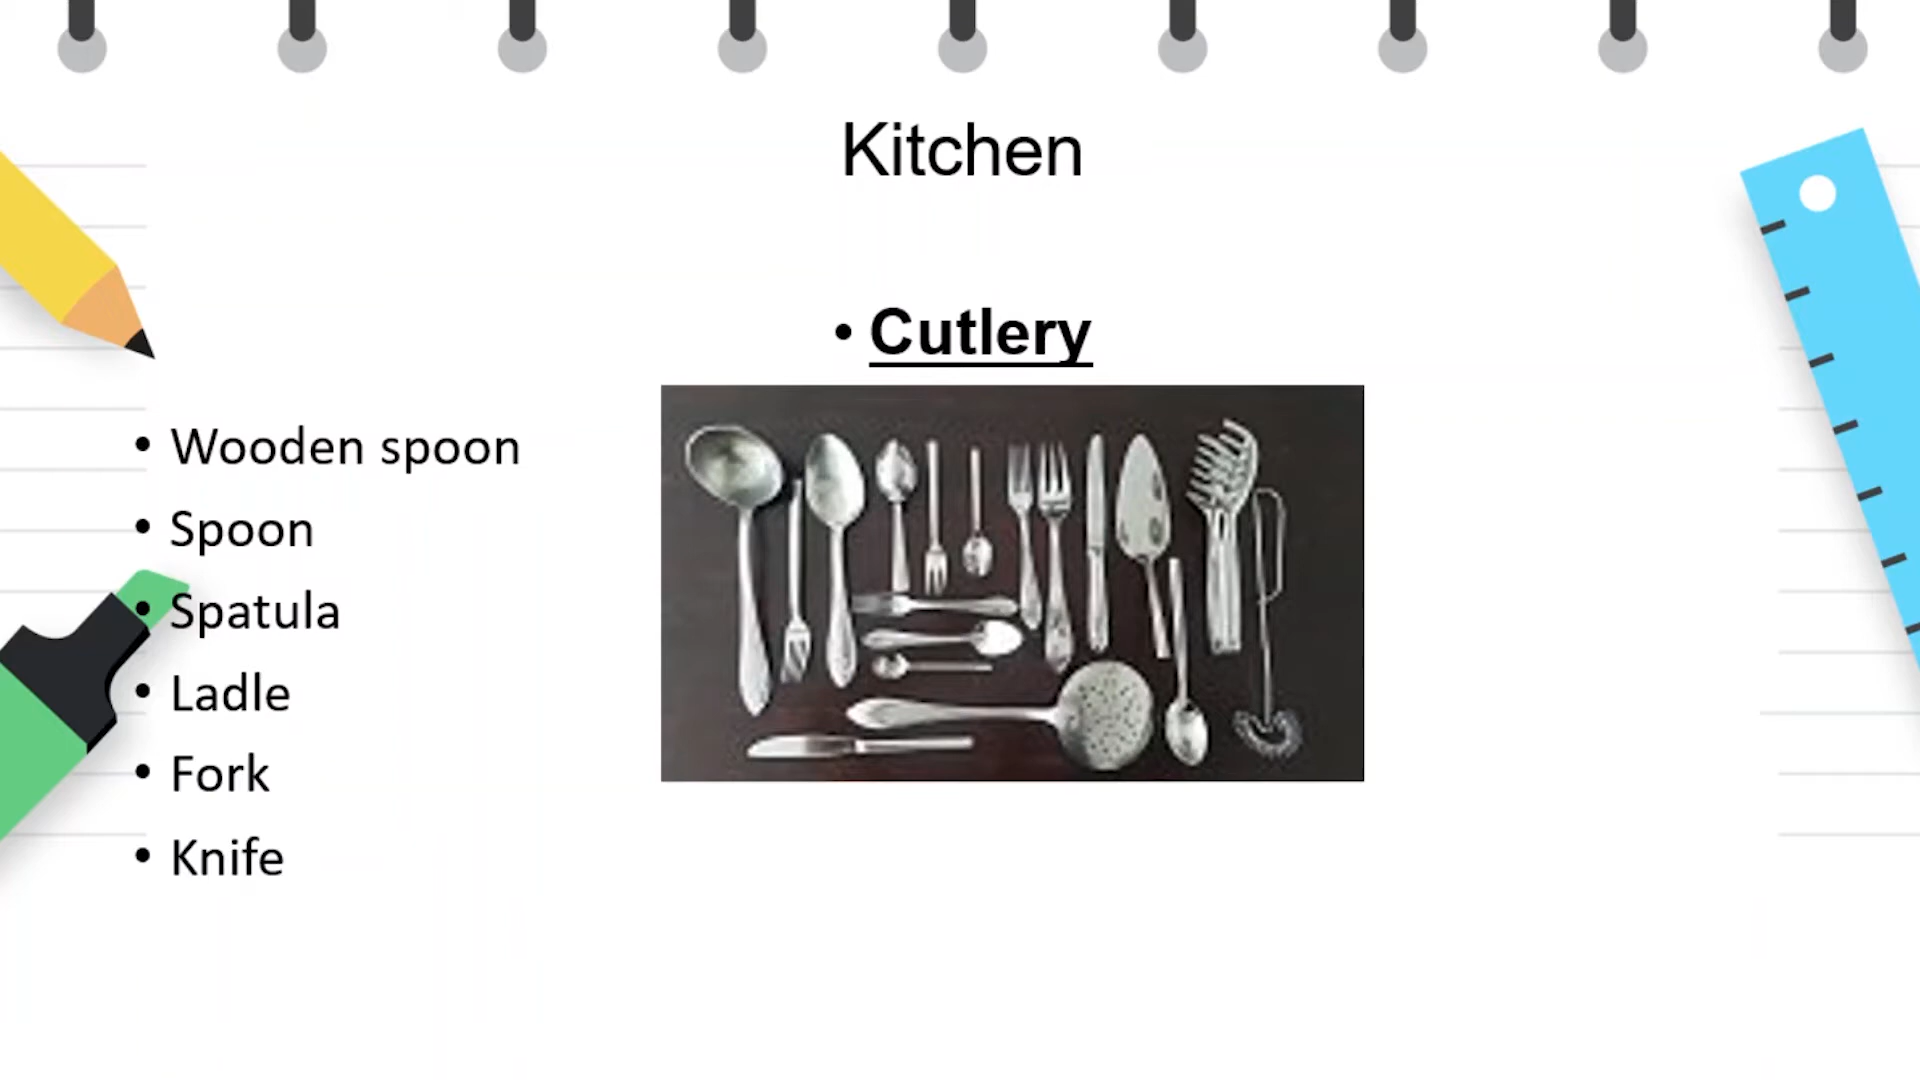 Kitchen
• Cutlery
• Wooden spoon
• Spoon
• Spatula
• Ladle
• Fork
• Knife